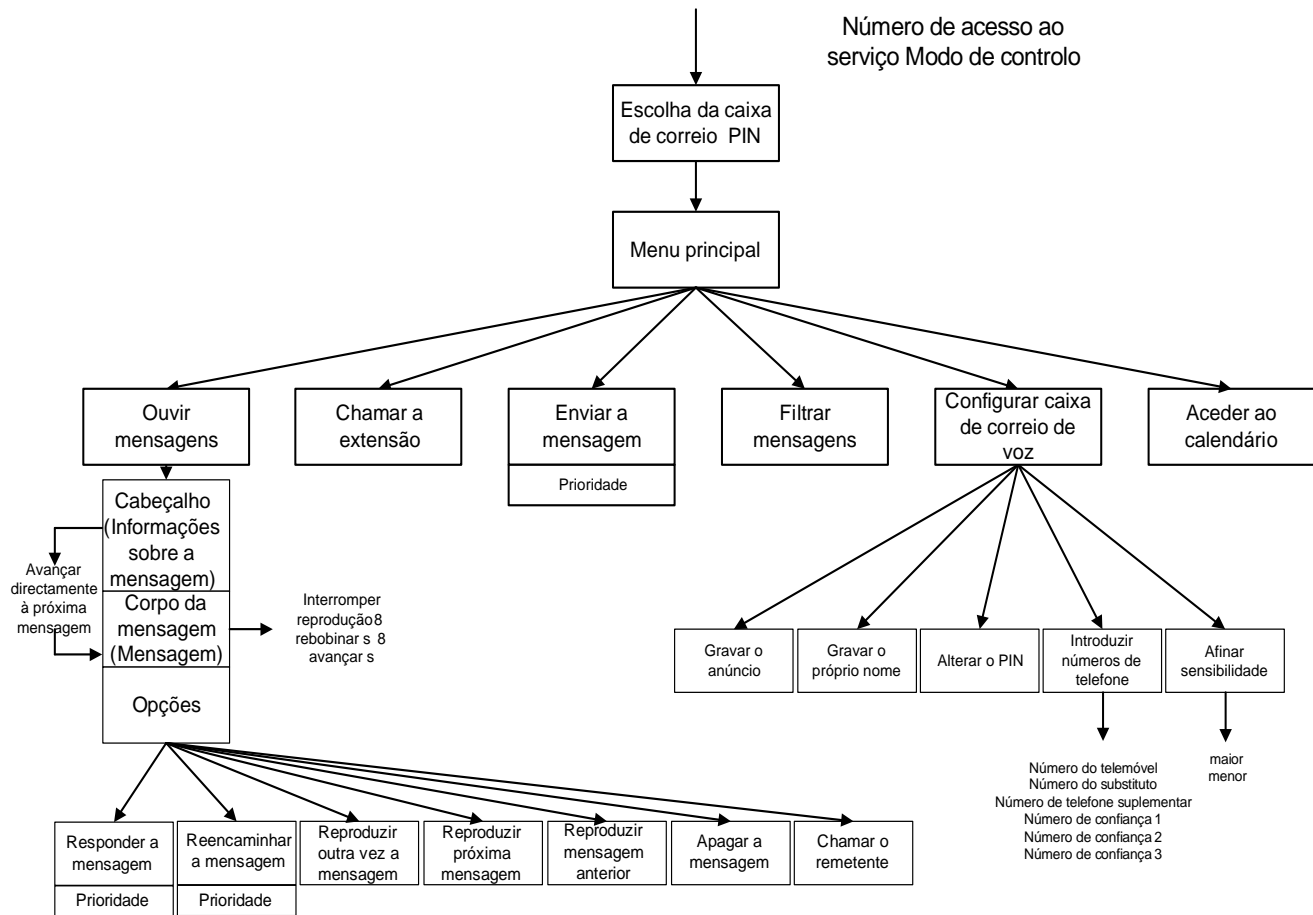 Número de acesso ao
serviço Modo de controlo
Escolha da caixa
de correio PIN
Menu principal
Ouvir
mensagens
Chamar a
extensão
Enviar a
mensagem
Prioridade
Filtrar
mensagens
Configurar caixa
de correio de
voz
Aceder ao
calendário
Cabeçalho
(Informações
sobre a
mensagem)
Avançar
directamente
à próxima
mensagem
Corpo da
mensagem
(Mensagem)
Interromper
reprodução8
rebobinar s 8
avançar s
Opções
Gravar o
anúncio
Gravar o
próprio nome
Alterar o PIN
Introduzir
números de
telefone
Afinar
sensibilidade
Número do telemóvel
Número do substituto
Número de telefone suplementar
Número de confiança 1
Número de confiança 2
Número de confiança 3
maior
menor
Responder a
mensagem
Prioridade
Reencaminhar
a mensagem
Prioridade
Reproduzir
outra vez a
mensagem
Reproduzir
próxima
mensagem
Reproduzir
mensagem
anterior
Apagar a
mensagem
Chamar o
remetente